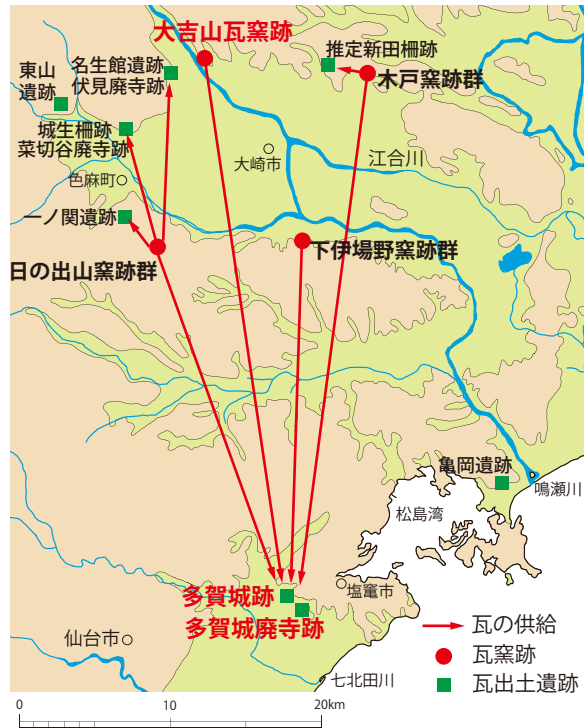 大吉山瓦窯跡
推定新田柵跡
木戸窯跡群
東山
遺跡
名生館遺跡
伏見廃寺跡
城生柵跡
菜切谷廃寺跡
大崎市
江合川
色麻町
一ノ関遺跡
日の出山窯跡群
下伊場野窯跡群
亀岡遺跡
鳴瀬川
松島湾
多賀城跡
多賀城廃寺跡
塩竈市
仙台市
七北田川
瓦の供給
瓦窯跡
瓦出土遺跡
0 10 20km